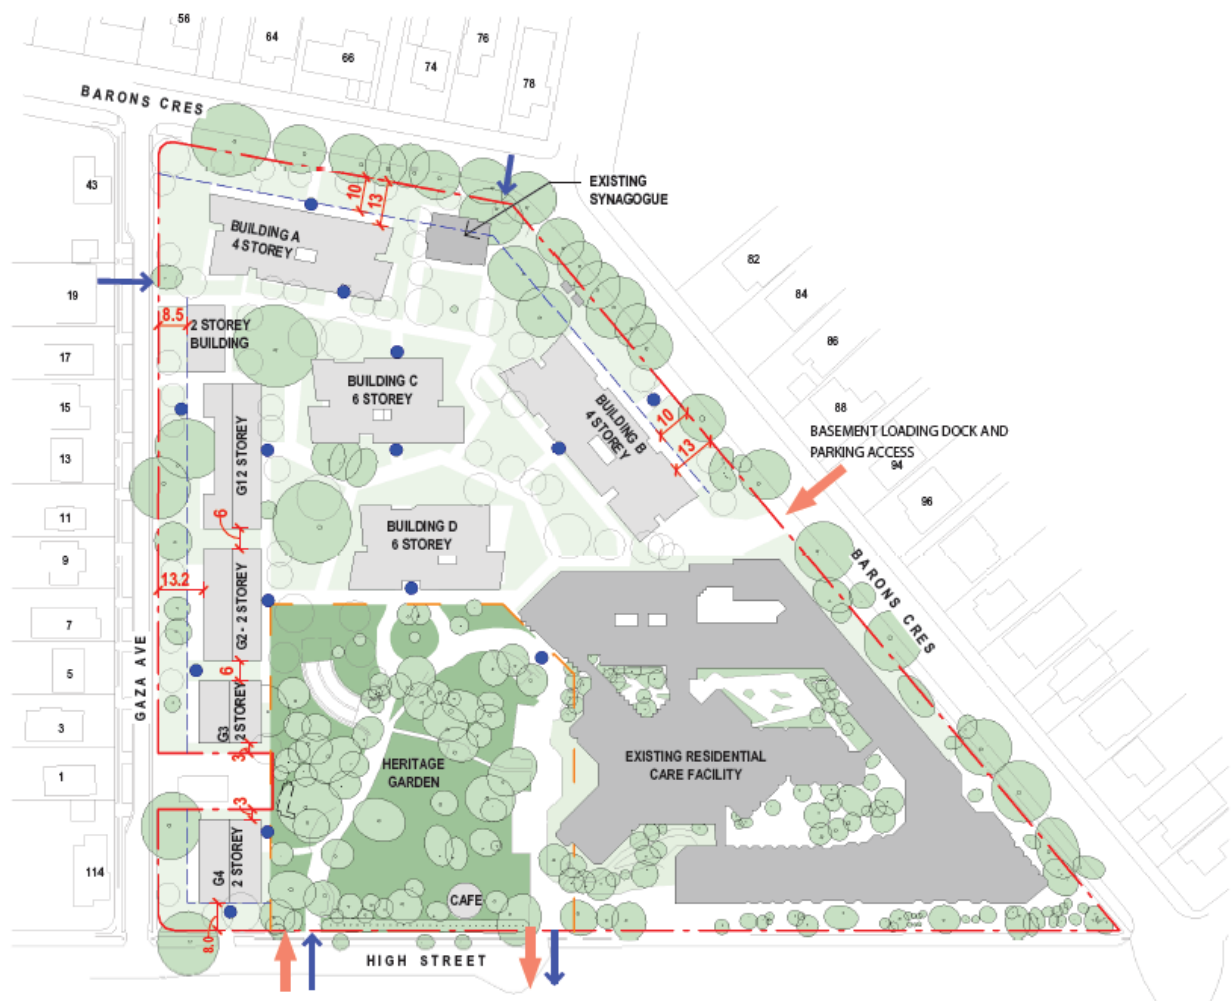 56
64
66
74
76
78
BARONS CRES
43
EXISTING
SYNAGOGUE
10
13
BUILDING A
4 STOREY
82
84
86
88
19
8.5
2 STOREY
BUILDING
17
15
13
11
9
7
5
3
1
114
BUILDING C
6 STOREY
BUILDING B
4 STOREY
10
13
BASEMENT LOADING DOCK AND
PARKING ACCESS
94
96
G1 2 STOREY
6
BUILDING D
6 STOREY
13.2
G2 - 2 STOREY
6
BARONS CRES
GAZA AVE
G3
2 STOREY
3
3
HERITAGE
GARDEN
EXISTING RESIDENTIAL
CARE FACILITY
G4
2 STOREY
CAFE
8.0
HIGH STREET